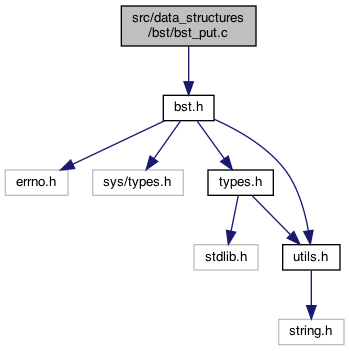 src/data_structures
/bst/bst_put.c
bst.h
errno.h
sys/types.h
types.h
stdlib.h
utils.h
string.h